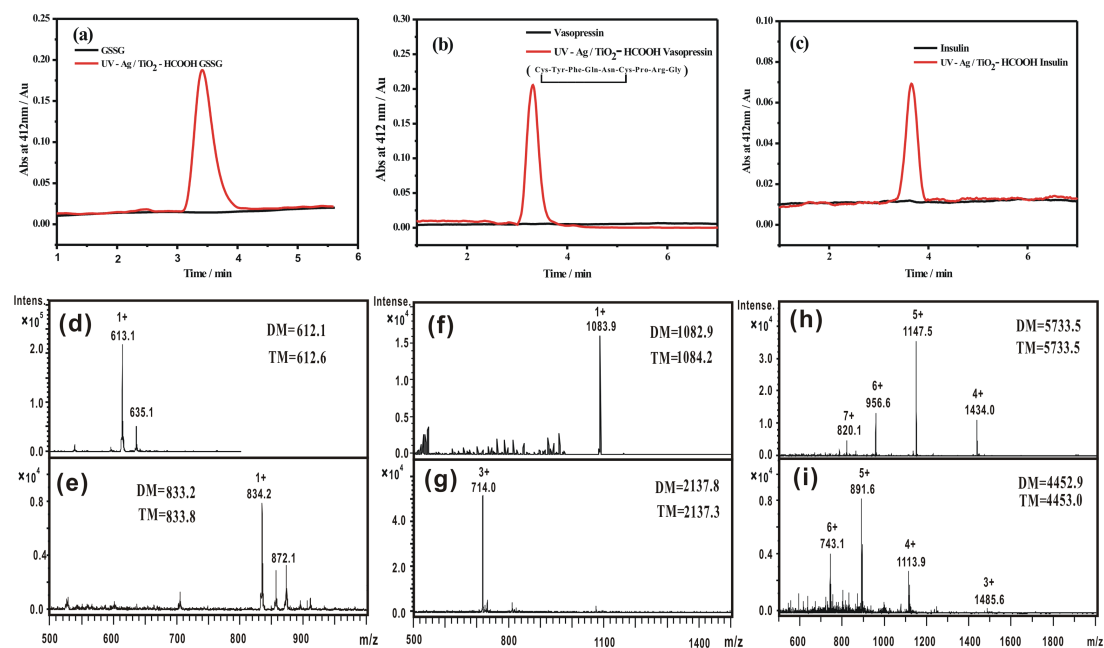 (a)
GSSG
UV - Ag / TiO2 - HCOOH GSSG
0.25
0.20
0.15
0.10
0.05
0.00
Abs at 412nm / Au
1 2 3 4 5 6
Time / min
(b)
Vasopressin
UV - Ag / TiO2 - HCOOH Vasopressin
( Cys-Tyr-Phe-Gln-Asn-Cys-Pro-Arg-Gly )
0.30
0.20
0.15
0.10
0.05
0.00
Abs at 412 nm / Au
2 4 6
Time / min
(c)
Insulin
UV - Ag / TiO2- HCOOH Insulin
0.10
0.08
0.06
0.04
0.02
0.00
Abs at 412nm / Au
2 4 6
Time / min
Intens.
×10^5
(d)
1+
613.1
635.1
DM=612.1
TM=612.6
2.0
1.0
0.0
×10^4
(e)
1+
834.2
872.1
DM=833.2
TM=833.8
0.8
0.4
0.0
500 600 700 800 900 m/z
Intens.
×10^4
(f)
1+
1083.9
DM=1082.9
TM=1084.2
1.5
1.0
0.5
0.0
×10^4
(g)
3+
714.0
DM=2137.8
TM=2137.3
4.0
2.0
0.0
500 800 1100 1400 m/z
Intens.
×10^4
(h)
5+
1147.5
6+
956.6
7+
820.1
4+
1434.0
DM=5733.5
TM=5733.5
3.0
2.0
1.0
0.0
×10^4
(i)
5+
891.6
6+
743.1
4+
1113.9
3+
1485.6
DM=4452.9
TM=4453.0
0.8
0.4
0.0
600 800 1000 1200 1400 1600 1800 m/z